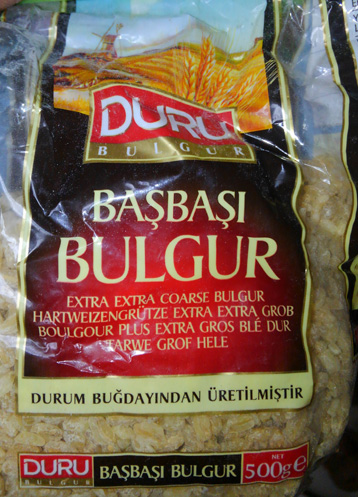 DURU
BULGUR
BAŞBAŞI
BULGUR
EXTRA EXTRA COARSE BULGUR
HARTWEIZENGRÜTZE EXTRA EXTRA GROB
BOULGOUR PLUS EXTRA GROS BLÉ DUR
TARWE GROF HELE
DURUM BUĞDAYINDAN ÜRETİLMİŞTİR
DURU
BULGUR
BAŞBAŞI BULGUR
NET
500g e